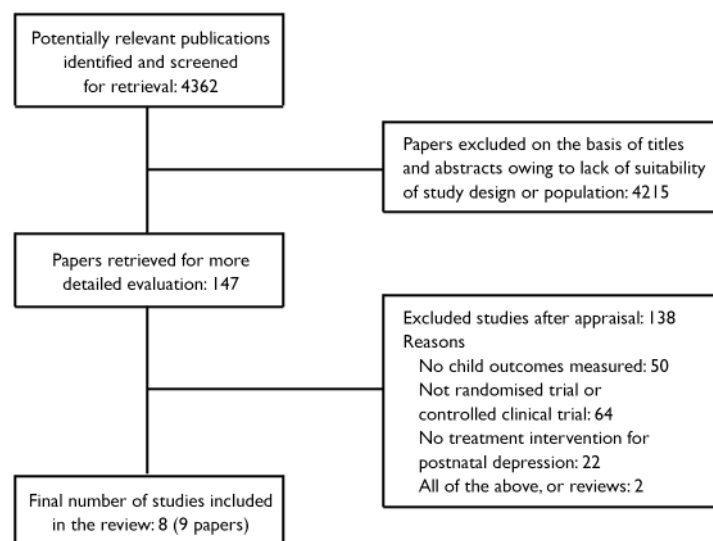 Potentially relevant publications
identified and screened
for retrieval: 4362
Papers excluded on the basis of titles
and abstracts owing to lack of suitability
of study design or population: 4215
Papers retrieved for more
detailed evaluation: 147
Excluded studies after appraisal: 138
Reasons
No child outcomes measured: 50
Not randomised trial or
controlled clinical trial: 64
No treatment intervention for
postnatal depression: 22
All of the above, or reviews: 2
Final number of studies included
in the review: 8 (9 papers)